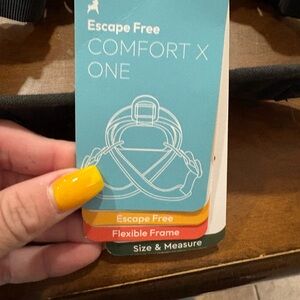 Escape Free
COMFORT X
ONE
Escape Free
Flexible Frame
Size & Measure